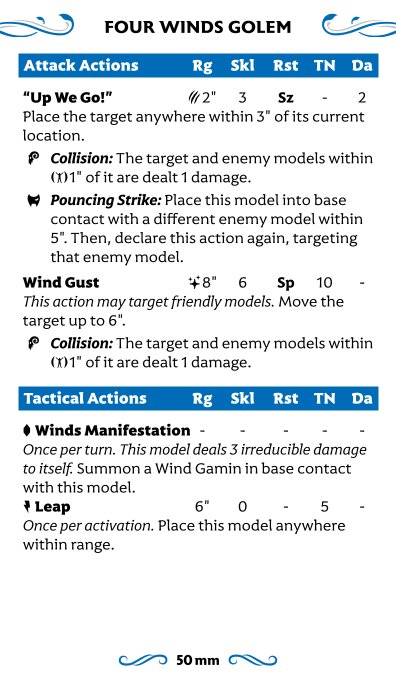 FOUR WINDS GOLEM
Attack Actions Rg Skl Rst TN Da
“Up We Go!” 2" 3 Sz - 2
Place the target anywhere within 3" of its current
location.
Collision: The target and enemy models within
1" of it are dealt 1 damage.
Pouncing Strike: Place this model into base
contact with a different enemy model within
5". Then, declare this action again, targeting
that enemy model.
Wind Gust 8" 6 Sp 10 -
This action may target friendly models. Move the
target up to 6".
Collision: The target and enemy models within
1" of it are dealt 1 damage.
Tactical Actions Rg Skl Rst TN Da
Winds Manifestation - - - - -
Once per turn. This model deals 3 irreducible damage
to itself. Summon a Wind Gamin in base contact
with this model.
Leap 6" 0 - 5 -
Once per activation. Place this model anywhere
within range.
50 mm